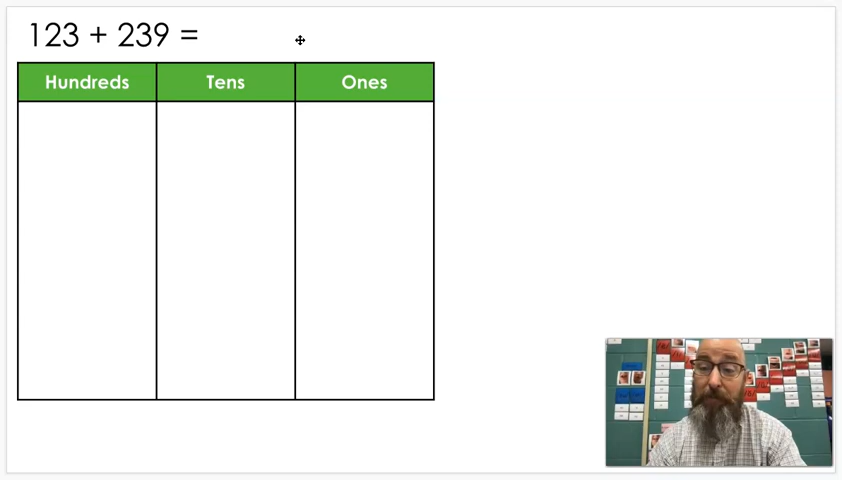 123 + 239 =
Hundreds Tens Ones